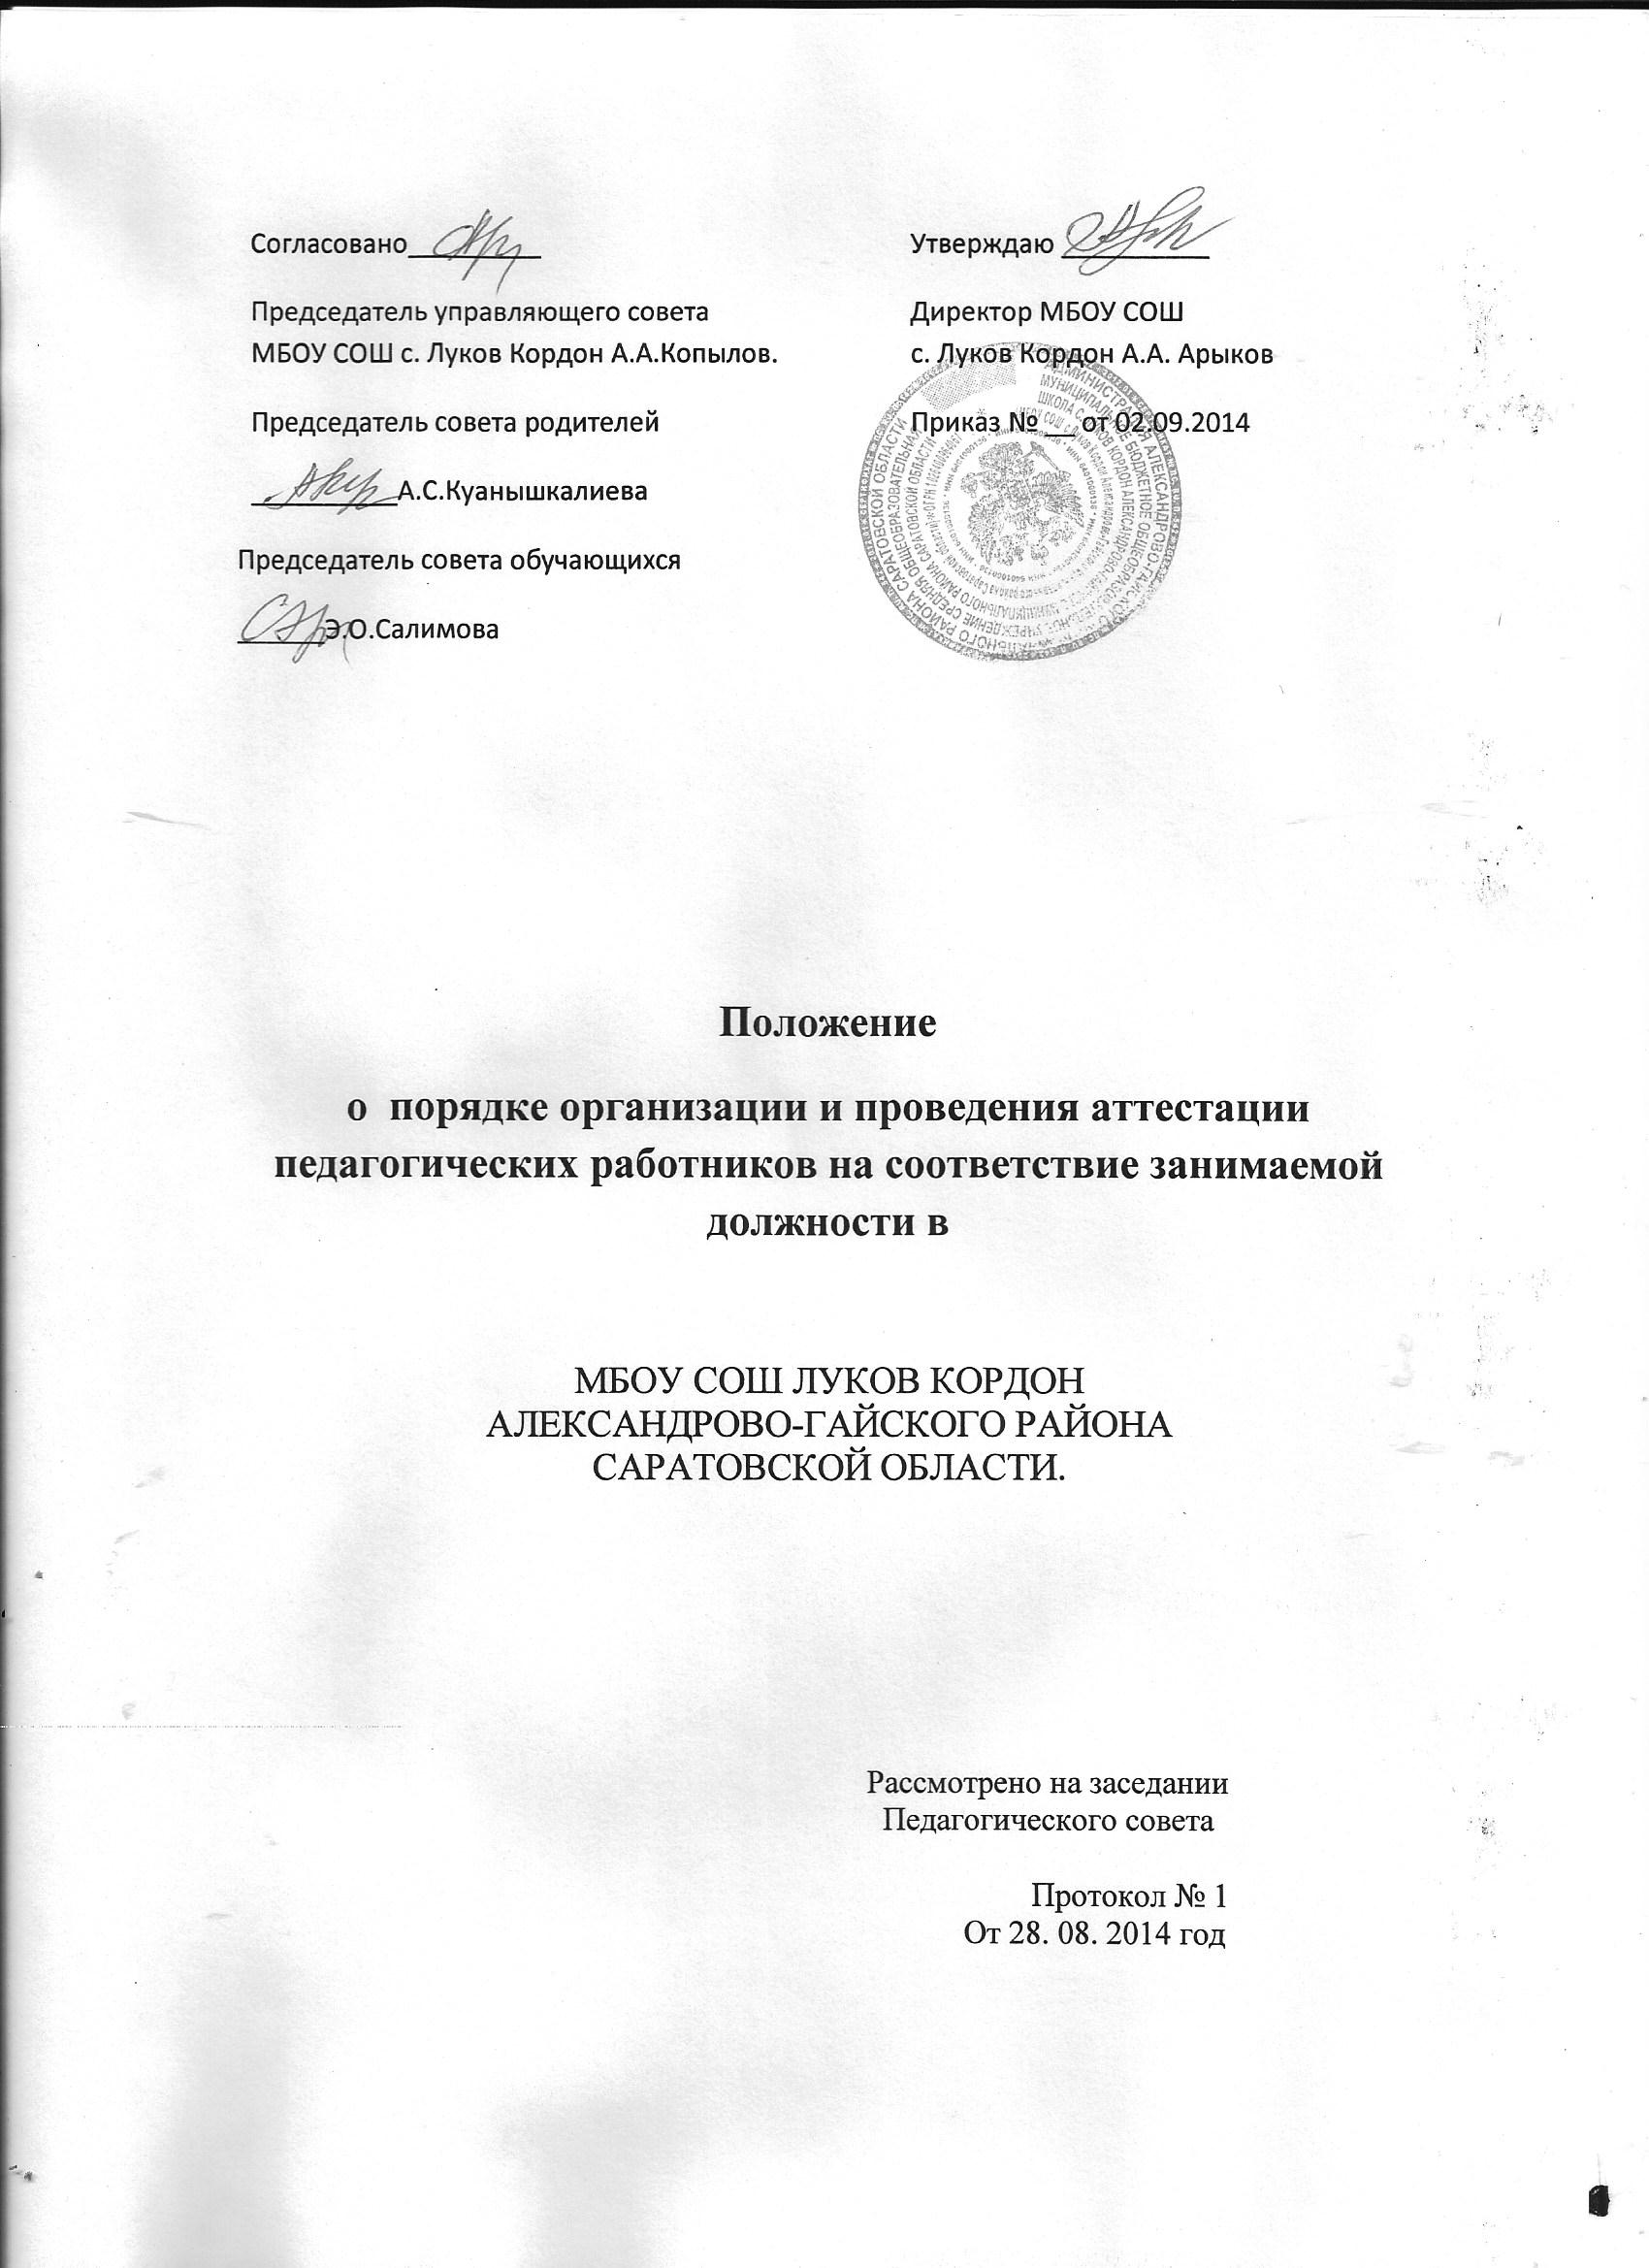 Согласовано
Председатель управляющего совета
МБОУ СОШ с. Луков Кордон А.А.Копылов.
Председатель совета родителей
А.С.Куанышкалиева
Председатель совета обучающихся
Э.О.Салимова
Утверждаю
Директор МБОУ СОШ
с. Луков Кордон А.А. Арыков
Приказ № __ от 02.09.2014
Положение
о порядке организации и проведения аттестации
педагогических работников на соответствие занимаемой
должности в
МБОУ СОШ ЛУКОВ КОРДОН
АЛЕКСАНДРОВО-ГАЙСКОГО РАЙОНА
САРАТОВСКОЙ ОБЛАСТИ.
Рассмотрено на заседании
Педагогического совета
Протокол № 1
От 28. 08. 2014 год